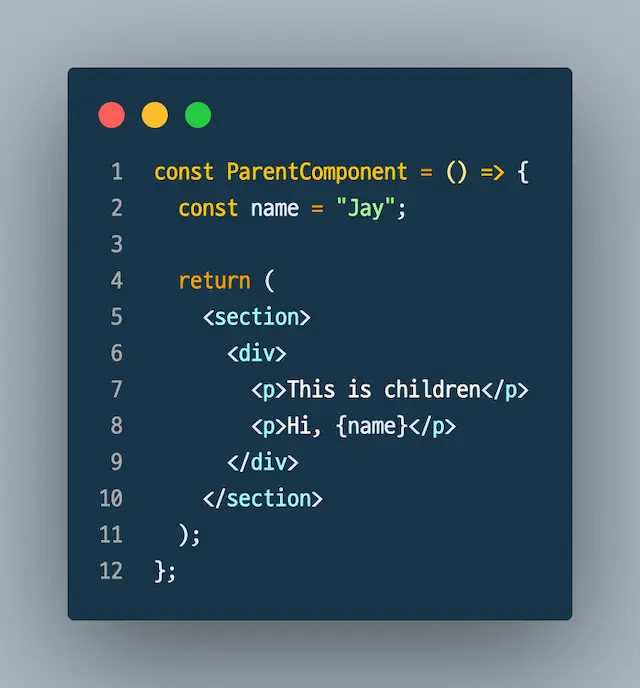 1 const ParentComponent = () => {
2   const name = "Jay";
3
4   return (
5     <section>
6       <div>
7         <p>This is children</p>
8         <p>Hi, {name}</p>
9       </div>
10     </section>
11   );
12 };